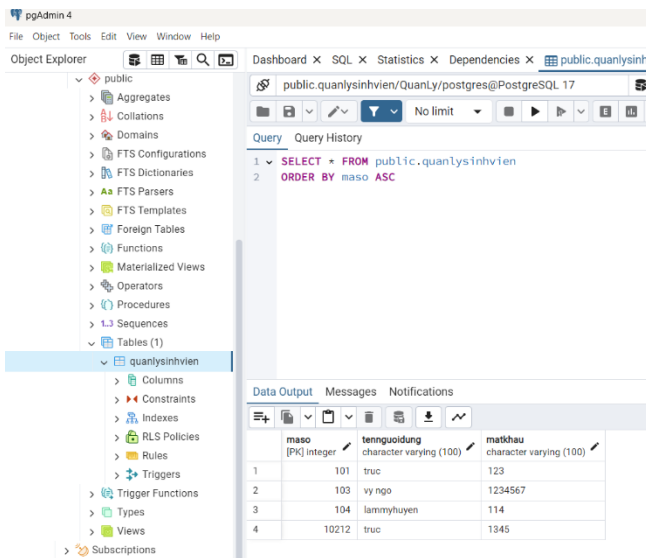 pgAdmin 4
File Object Tools Edit View Window Help
Object Explorer
Dashboard X SQL X Statistics X Dependencies X public.quanlysinh
public
Aggregates
Collations
Domains
FTS Configurations
FTS Dictionaries
Aa FTS Parsers
FTS Templates
Foreign Tables
Functions
Materialized Views
Operators
Procedures
1..3 Sequences
Tables (1)
quanlysinhvien
Columns
Constraints
Indexes
RLS Policies
Rules
Triggers
Trigger Functions
Types
Views
Subscriptions
public.quanlysinhvien/QuanLy/postgres@PostgreSQL 17
No limit
E
Query Query History
1 SELECT * FROM public.quanlysinhvien
2 ORDER BY maso ASC
Data Output Messages Notifications
maso tennguoidung matkhau
[PK] integer character varying (100) character varying (100)
1 101 truc 123
2 103 vy ngo 1234567
3 104 lammyhuyen 114
4 10212 truc 1345